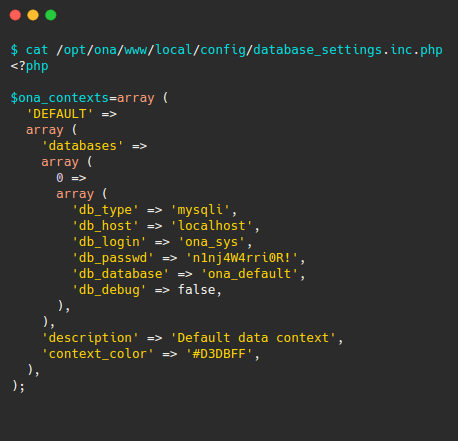 $ cat /opt/ona/www/local/config/database_settings.inc.php
<?php
$ona_contexts=array (
'DEFAULT' =>
array (
'databases' =>
array (
0 =>
array (
'db_type' => 'mysqli',
'db_host' => 'localhost',
'db_login' => 'ona_sys',
'db_passwd' => 'n1nj4W4rri0R!',
'db_database' => 'ona_default',
'db_debug' => false,
),
),
'description' => 'Default data context',
'context_color' => '#D3DBFF',
),
);